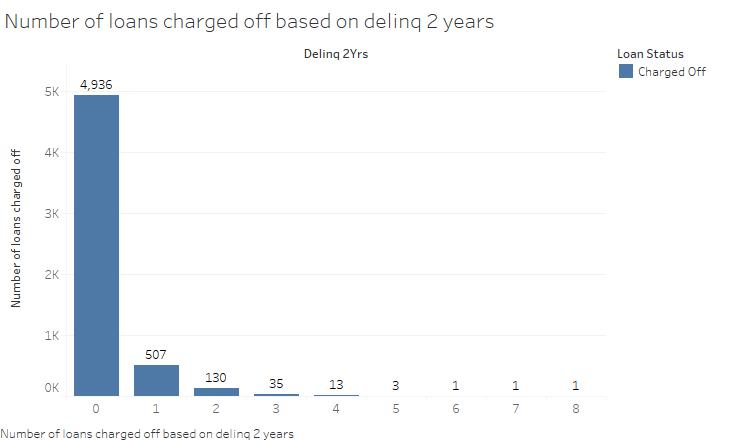 Number of loans charged off based on delinq 2 years
Delinq 2Yrs
Loan Status
Charged Off
Number of loans charged off
5K
4K
3K
2K
1K
0K
4,936
507
130
35
13
3
1
1
1
0 1 2 3 4 5 6 7 8
Number of loans charged off based on delinq 2 years